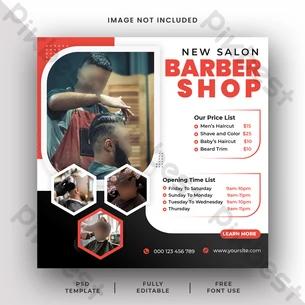 IMAGE NOT INCLUDED
NEW SALON
BARBER
SHOP
Our Price List
Men's Haircut $15
Shave and Color $25
Baby's Haircut $10
Beard Trim $10
Opening Time List
Friday To Saturday 9am-10pm
Sunday To Monday 9am-11pm
Tuesday To Wednesday 9am-10pm
Thursday 9am-11pm
LEARN MORE
000 123 456 789
www.yoursite.com
PSD
TEMPLATE
FULLY
EDITABLE
FREE
FONT USE